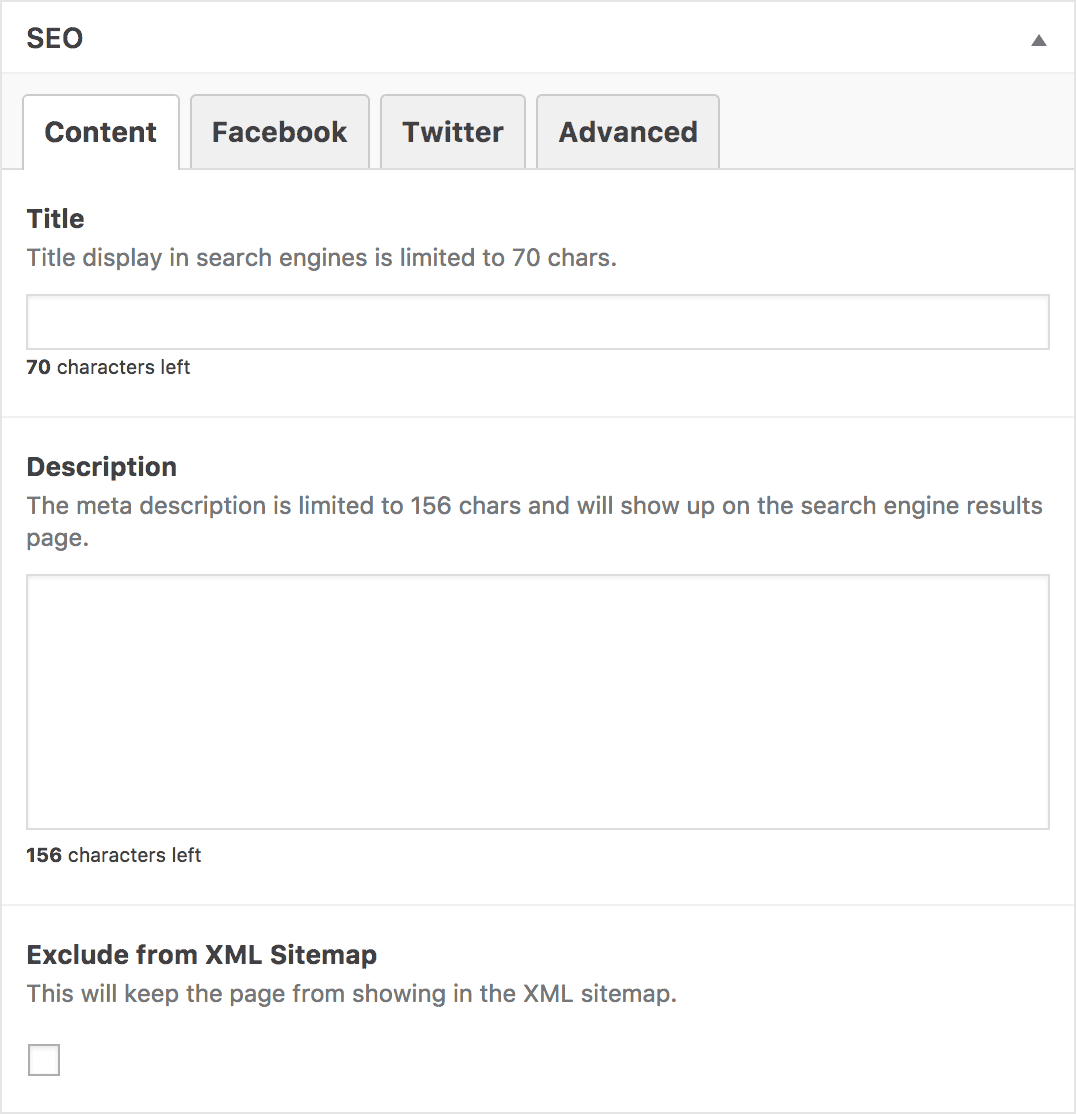 SEO
Content Facebook Twitter Advanced
Title
Title display in search engines is limited to 70 chars.
70 characters left
Description
The meta description is limited to 156 chars and will show up on the search engine results
page.
156 characters left
Exclude from XML Sitemap
This will keep the page from showing in the XML sitemap.